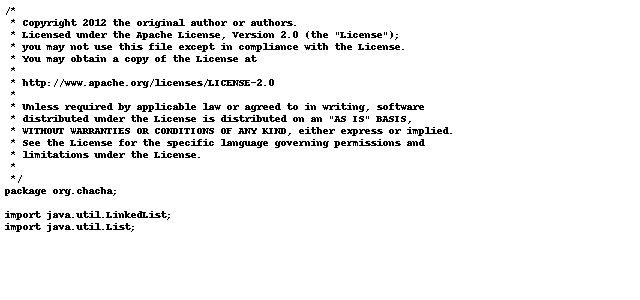 /*
 * Copyright 2012 the original author or authors.
 * Licensed under the Apache License, Version 2.0 (the "License");
 * you may not use this file except in compliance with the License.
 * You may obtain a copy of the License at
 *
 * http://www.apache.org/licenses/LICENSE-2.0
 *
 * Unless required by applicable law or agreed to in writing, software
 * distributed under the License is distributed on an "AS IS" BASIS,
 * WITHOUT WARRANTIES OR CONDITIONS OF ANY KIND, either express or implied.
 * See the License for the specific language governing permissions and
 * limitations under the License.
 *
 */
package org.chacha;

import java.util.LinkedList;
import java.util.List;